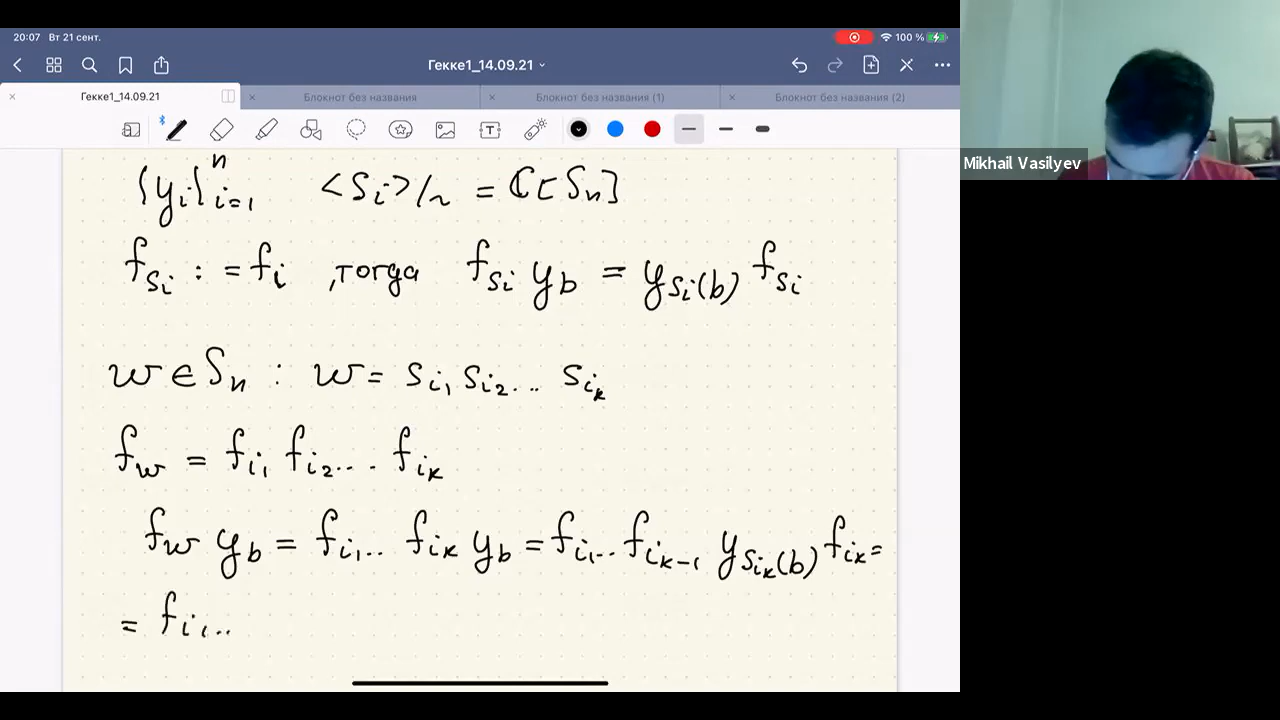 20:07 Вт 21 сент. 100 %
Гекке1_14.09.21
Гекке1_14.09.21 Блокнот без названия Блокнот без названия (1) Блокнот без названия (2)
Mikhail Vasilyev
{y_i}_{i=1}^n <S_i>/~ = ℂ[S_n]
f_{S_i} := f_i , тогда f_{S_i} y_b = y_{S_i(b)} f_{S_i}
w ∈ S_n : w = S_{i_1} S_{i_2} ... S_{i_k}
f_w = f_{i_1} f_{i_2} ... f_{i_k}
f_w y_b = f_{i_1} ... f_{i_k} y_b = f_{i_1} ... f_{i_{k-1}} y_{S_{i_k}(b)} f_{i_k} =
= f_{i_1} ...